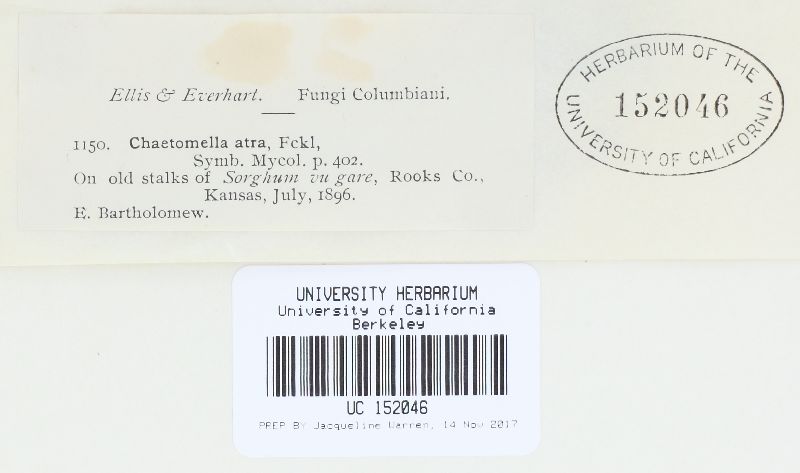 Ellis & Everhart. Fungi Columbiani.
1150. Chaetomella atra, Fckl,
Symb. Mycol. p. 402.
On old stalks of Sorghum vu gare, Rooks Co.,
Kansas, July, 1896.
E. Bartholomew.
HERBARIUM OF THE
152046
UNIVERSITY OF CALIFORNIA
UNIVERSITY HERBARIUM
University of California
Berkeley
UC 152046
PREP BY Jacqueline Warren, 14 Nov 2017